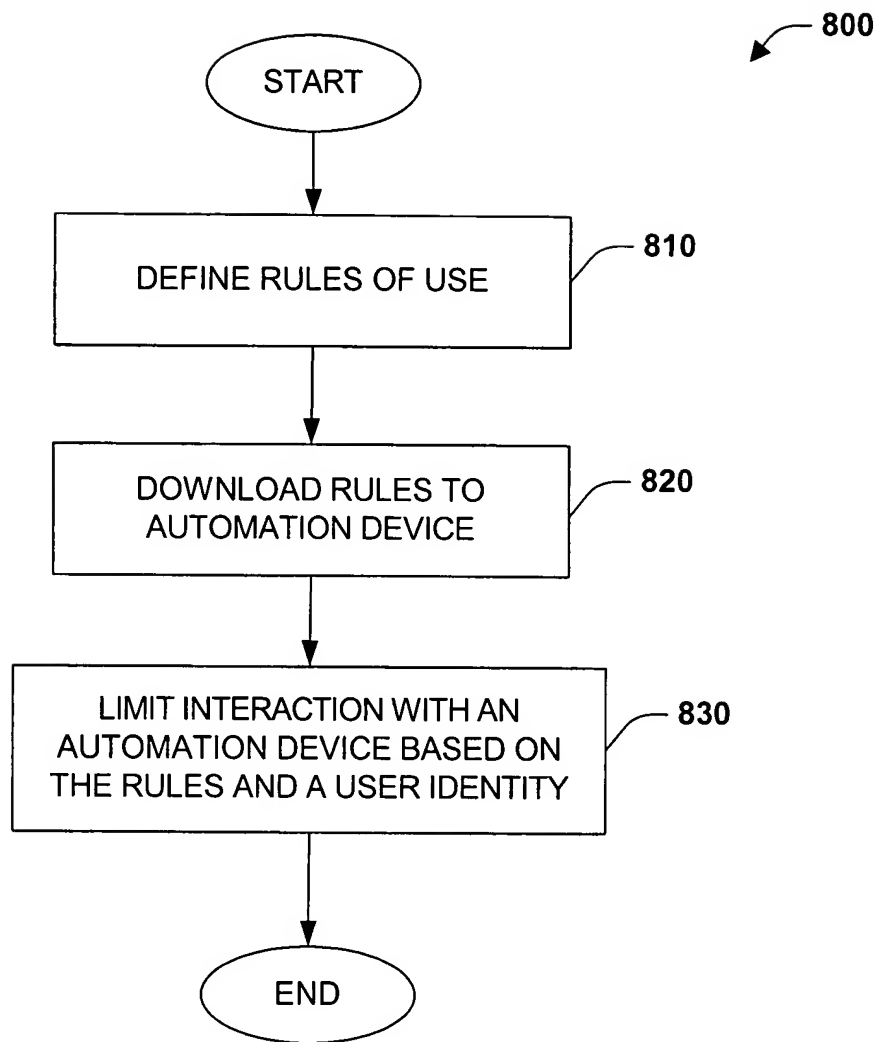 800
START
DEFINE RULES OF USE
810
DOWNLOAD RULES TO
AUTOMATION DEVICE
820
LIMIT INTERACTION WITH AN
AUTOMATION DEVICE BASED ON
THE RULES AND A USER IDENTITY
830
END